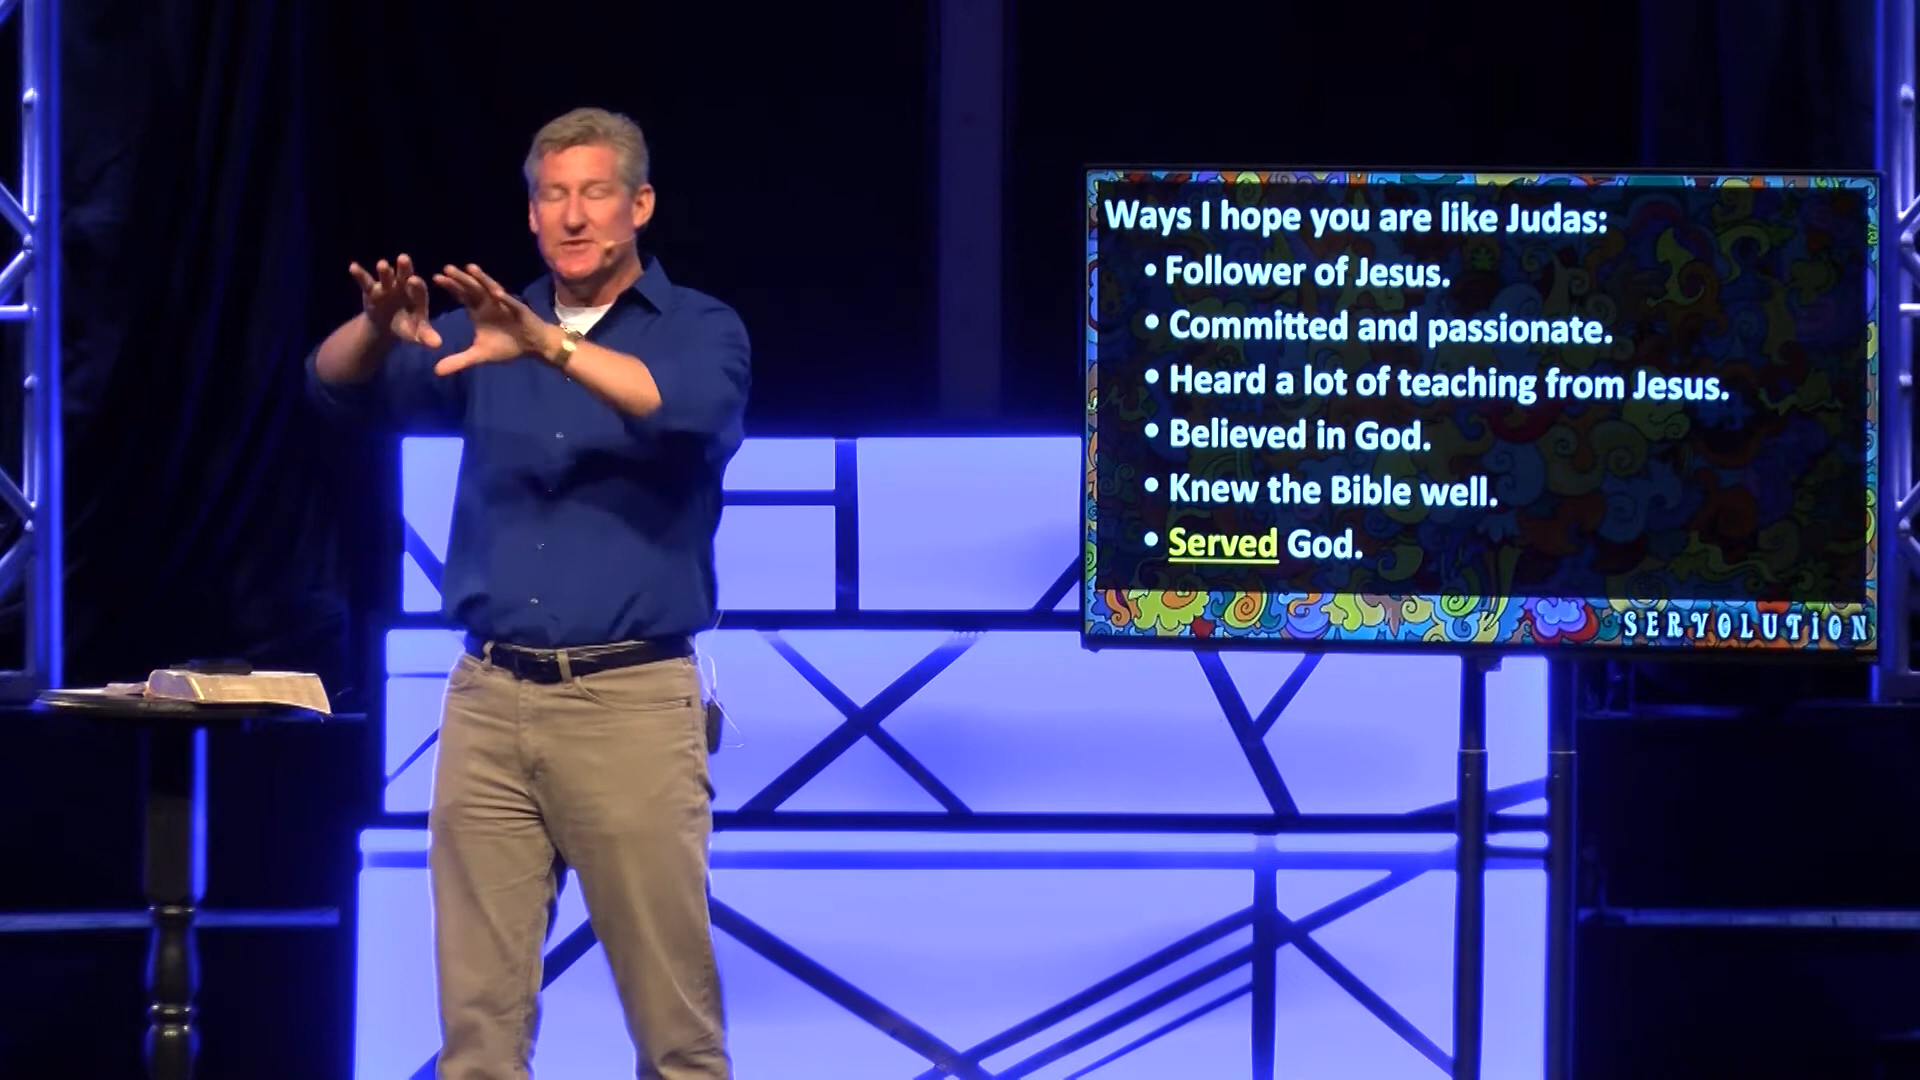 Ways I hope you are like Judas:
• Follower of Jesus.
• Committed and passionate.
• Heard a lot of teaching from Jesus.
• Believed in God.
• Knew the Bible well.
• Served God.
SERVOLUTION